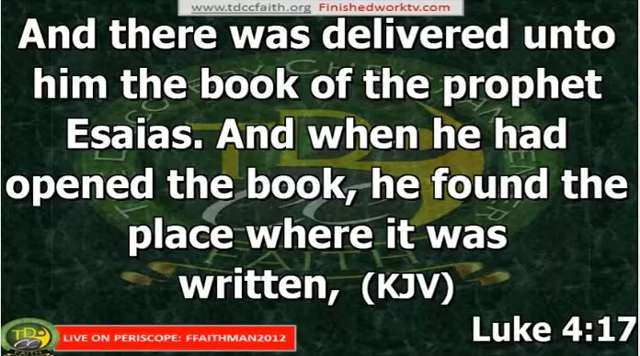 www.tdccfaith.org Finishedworktv.com
And there was delivered unto
him the book of the prophet
Esaias. And when he had
opened the book, he found the
place where it was
written, (KJV)
Luke 4:17
LIVE ON PERISCOPE: FFAITHMAN2012
FAITH